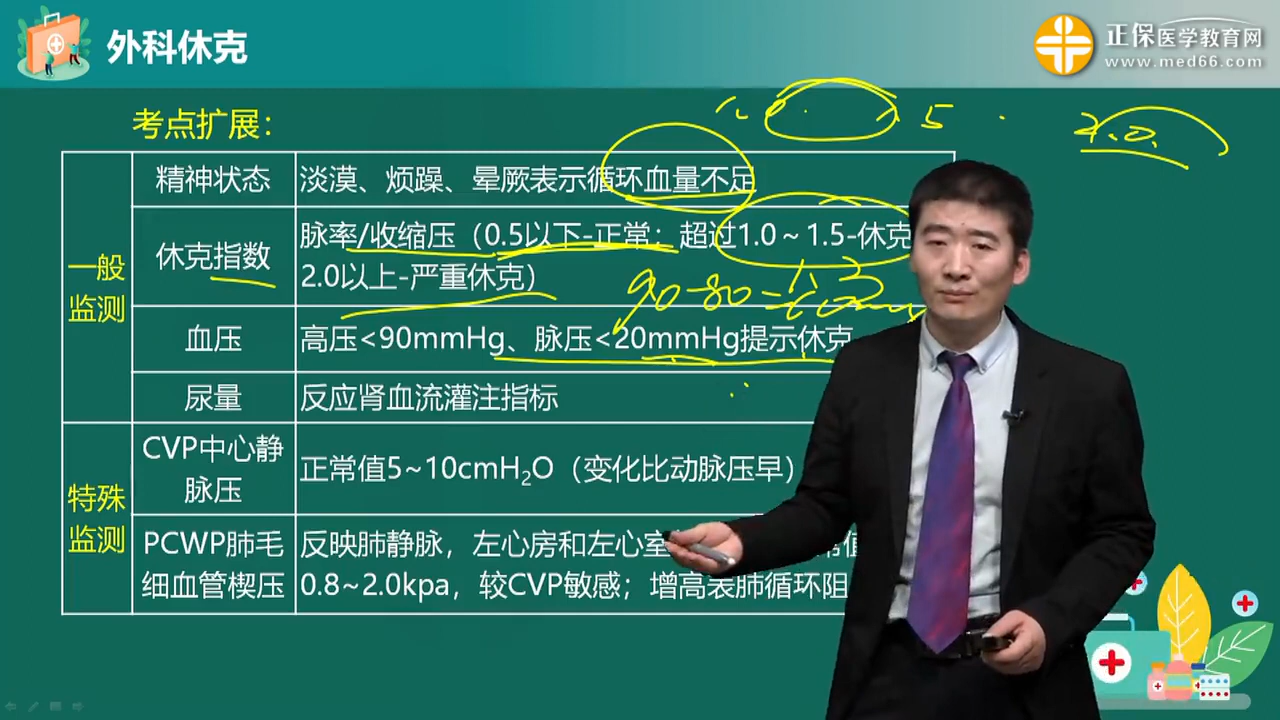 外科休克
正保医学教育网
www.med66.com
考点扩展：
一般监测
精神状态
淡漠、烦躁、晕厥表示循环血量不足
休克指数
脉率/收缩压（0.5以下-正常；超过1.0～1.5-休克
2.0以上-严重休克）
血压
高压<90mmHg、脉压<20mmHg提示休克
尿量
反应肾血流灌注指标
特殊监测
CVP中心静脉压
正常值5~10cmH₂O（变化比动脉压早）
PCWP肺毛细血管楔压
反映肺静脉，左心房和左心室
0.8~2.0kpa，较CVP敏感；增高表肺循环阻
5
2.0
90-80=